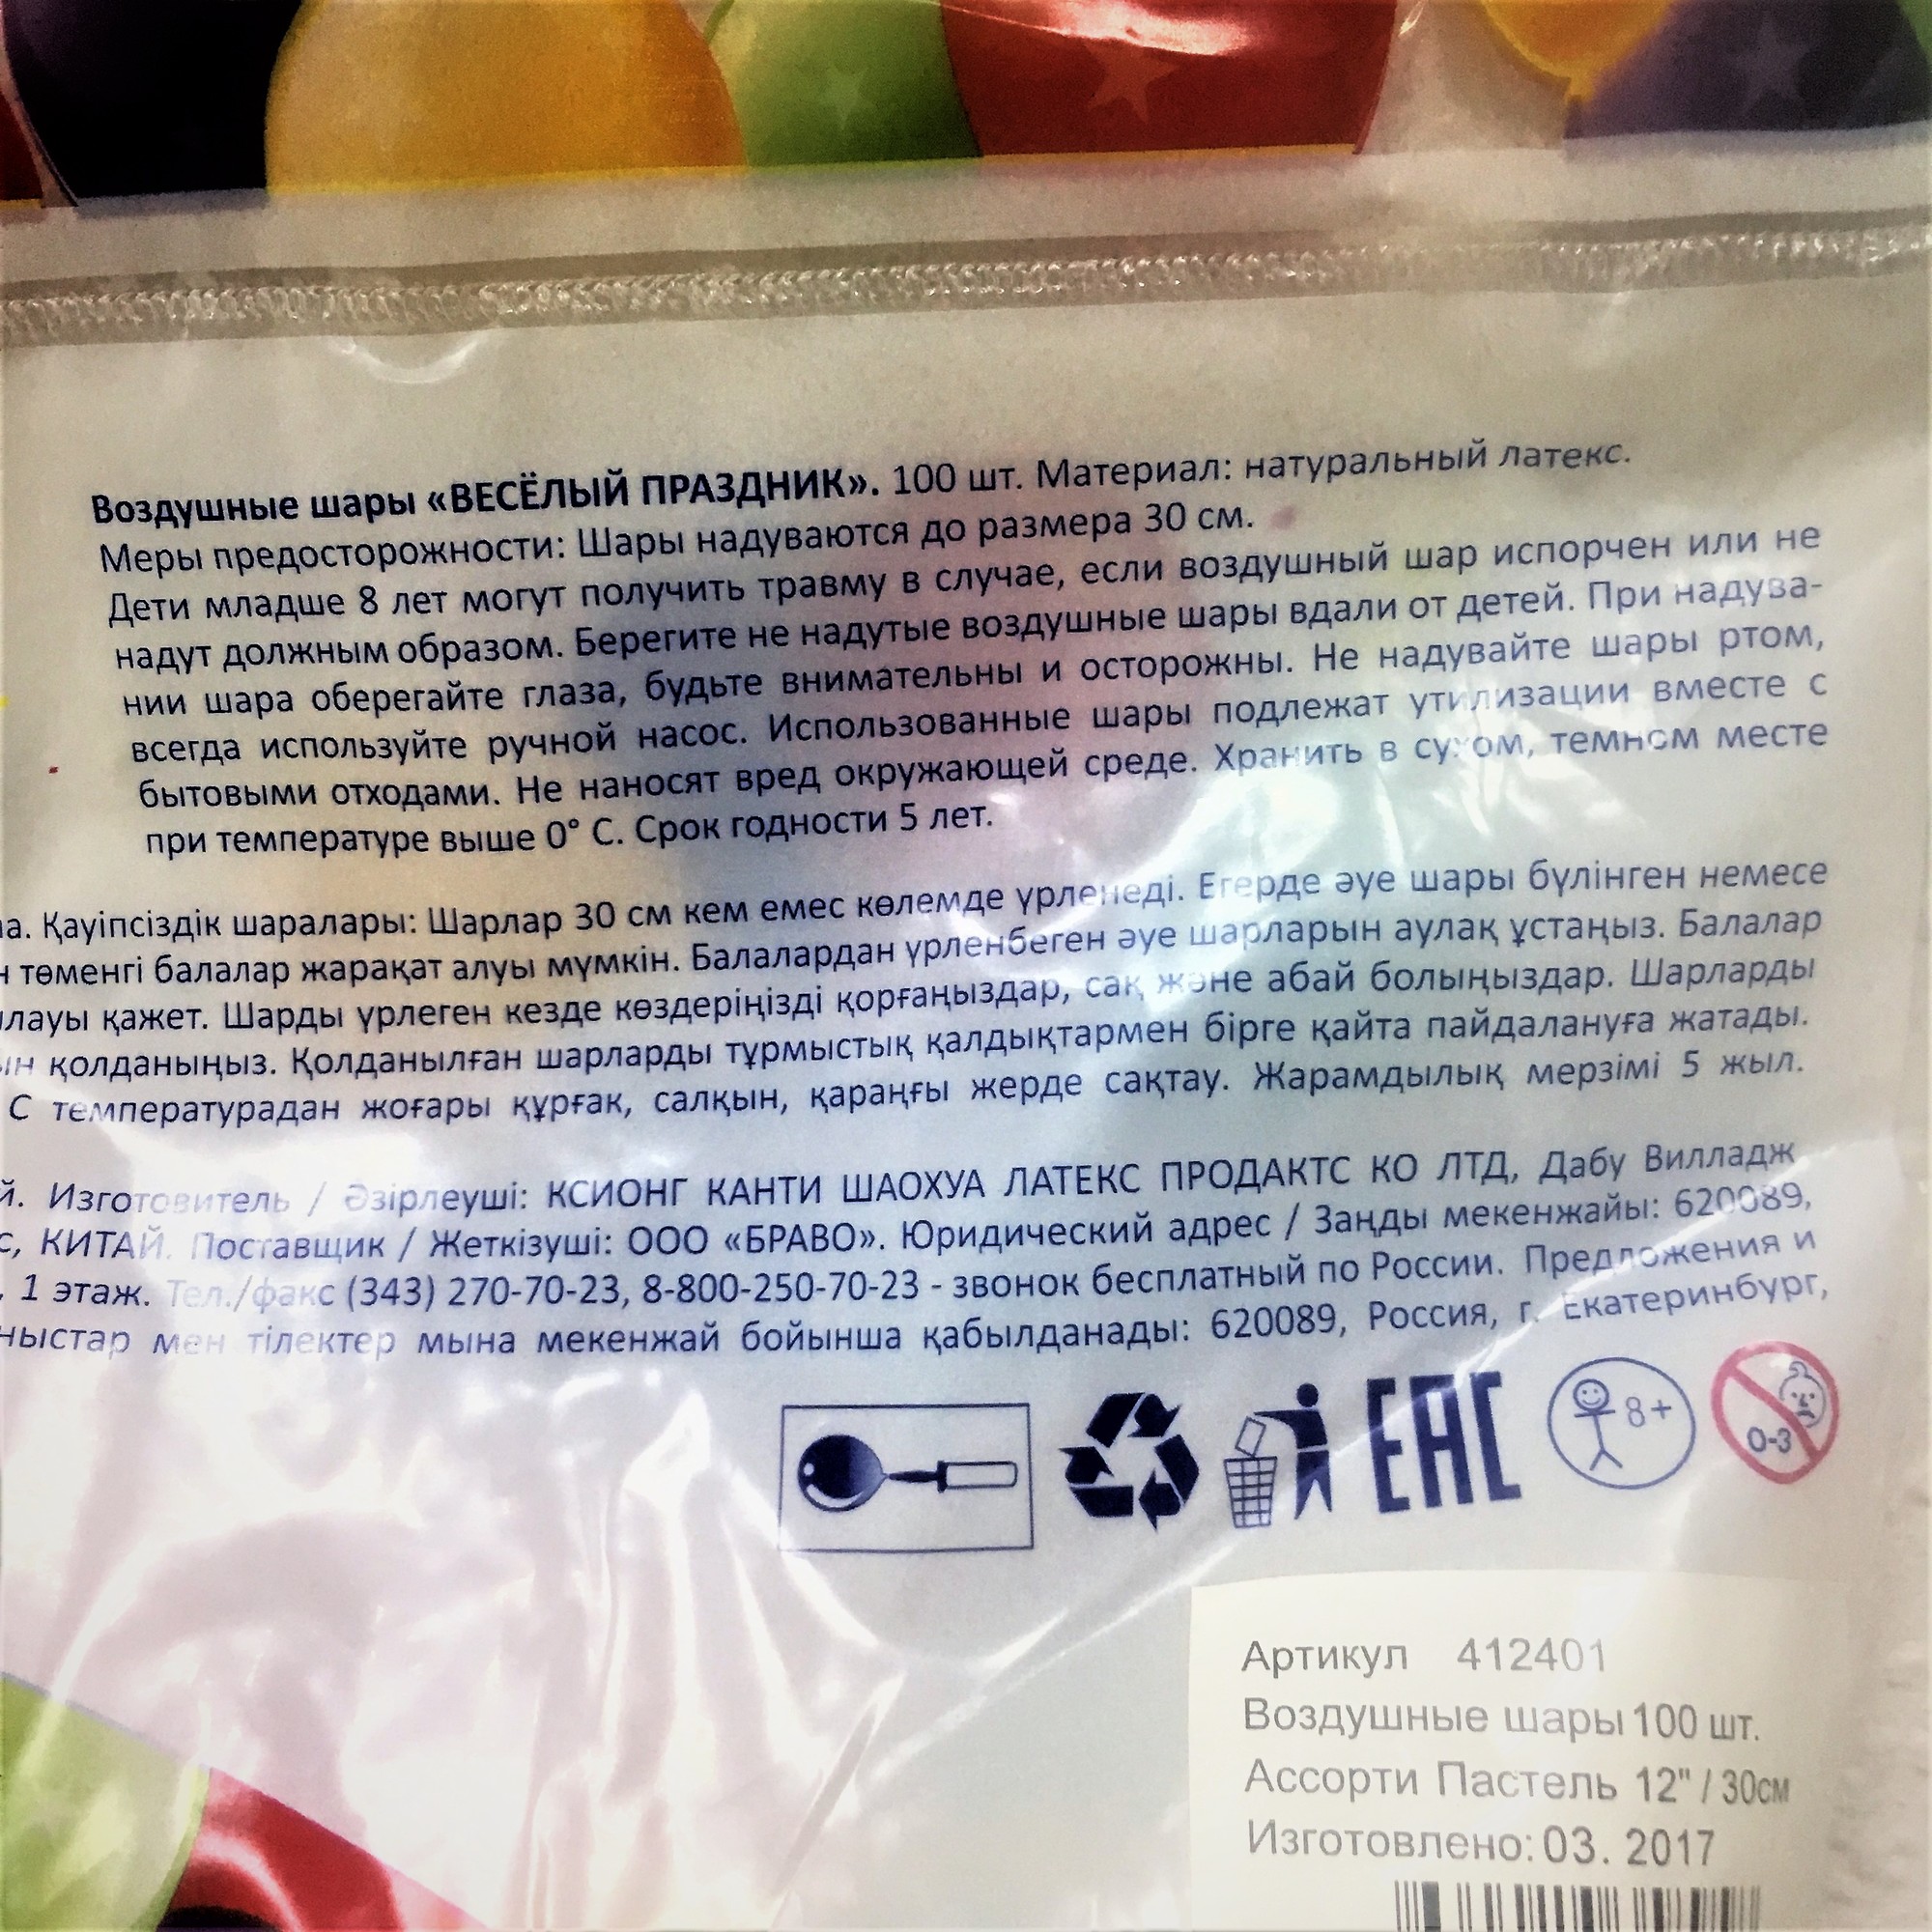 Воздушные шары «ВЕСЁЛЫЙ ПРАЗДНИК». 100 шт. Материал: натуральный латекс.
Меры предосторожности: Шары надуваются до размера 30 см.
Дети младше 8 лет могут получить травму в случае, если воздушный шар испорчен или не
надут должным образом. Берегите не надутые воздушные шары вдали от детей. При надува-
нии шара оберегайте глаза, будьте внимательны и осторожны. Не надувайте шары ртом,
всегда используйте ручной насос. Использованные шары подлежат утилизации вместе с
бытовыми отходами. Не наносят вред окружающей среде. Хранить в сухом, темном месте
при температуре выше 0° С. Срок годности 5 лет.
Қауіпсіздік шаралары: Шарлар 30 см кем емес көлемде үрленеді. Егерде әуе шары бүлінген немесе
төменгі балалар жарақат алуы мүмкін. Балалардан үрленбеген әуе шарларын аулақ ұстаңыз. Балалар
қажет. Шарды үрлеген кезде көздеріңізді қорғаңыздар, сақ және абай болыңыздар. Шарларды
қолданыңыз. Қолданылған шарларды тұрмыстық қалдықтармен бірге қайта пайдалануға жатады.
С температурадан жоғары құрғақ, салқын, қараңғы жерде сақтау. Жарамдылық мерзімі 5 жыл.
Изготовитель / Әзірлеуші: КСИОНГ КАНТИ ШАОХУА ЛАТЕКС ПРОДАКТС КО ЛТД, Дабу Вилладж
КИТАЙ. Поставщик / Жеткізуші: ООО «БРАВО». Юридический адрес / Заңды мекенжайы: 620089,
1 этаж. Тел./факс (343) 270-70-23, 8-800-250-70-23 - звонок бесплатный по России. Предложения и
мен тілектер мына мекенжай бойынша қабылданады: 620089, Россия, г. Екатеринбург,
EAC
8+
0-3
Артикул 412401
Воздушные шары 100 шт.
Ассорти Пастель 12" / 30см
Изготовлено: 03. 2017